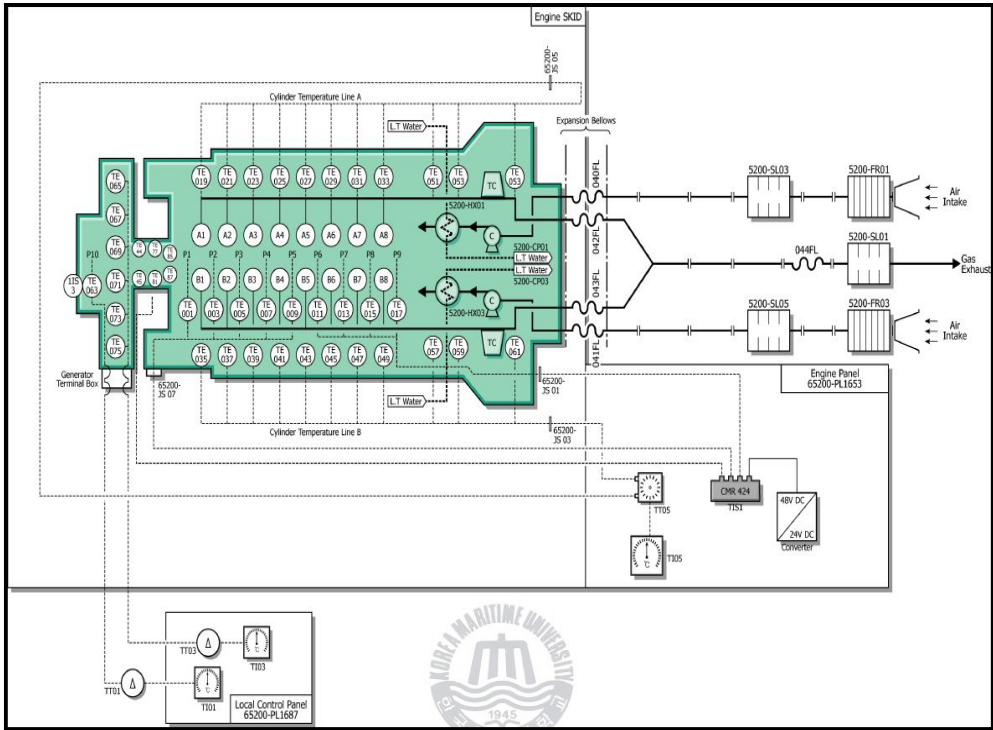 Engine SKID
65200-
JS 05
Cylinder Temperature Line A
L.T Water
Expansion Bellows
TE
019
TE
021
TE
023
TE
025
TE
027
TE
029
TE
031
TE
033
TE
051
TE
053
TE
053
TC
040FL
5200-SL03
5200-FR01
Air
Intake
TE
065
TE
067
TE
069
TE
071
TE
073
TE
075
P10
TE
063
A1
A2
A3
A4
A5
A6
A7
A8
5200-HX01
C
5200-CP01
L.T Water
042FL
044FL
5200-SL01
Gas
Exhaust
P1
P2
P3
P4
P5
P6
P7
P8
P9
B1
B2
B3
B4
B5
B6
B7
B8
L.T Water
5200-CP03
5200-HX03
C
043FL
TE
001
TE
003
TE
005
TE
007
TE
009
TE
011
TE
013
TE
015
TE
017
5200-SL05
5200-FR03
Air
Intake
TC
041FL
TE
035
TE
037
TE
039
TE
041
TE
043
TE
045
TE
047
TE
049
TE
057
TE
059
TE
061
Generator
Terminal Box
65200-
JS 07
L.T Water
65200-
JS 01
Engine Panel
65200-PL1653
Cylinder Temperature Line B
65200-
JS 03
TT05
°C
TI05
CMR 424
TIS1
48V DC
24V DC
Converter
TT03
Δ
°C
TI03
TT01
Δ
°C
TI01
Local Control Panel
65200-PL1687
KOREA MARITIME UNIVERSITY
1945